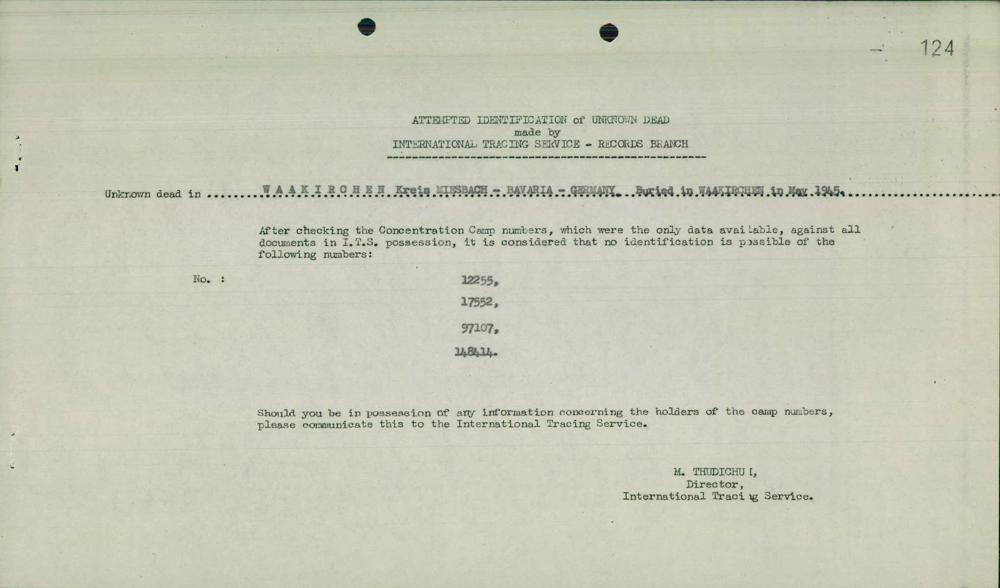 124
ATTEMPTED IDENTIFICATION of UNKNOWN DEAD
made by
INTERNATIONAL TRACING SERVICE - RECORDS BRANCH
Unknown dead in ....... W A A K I R C H E N Kreis MIESBACH - BAVARIA - GERMANY. Buried in WAAKIRCHEN in May 1945.
After checking the Concentration Camp numbers, which were the only data available, against all
documents in I.T.S. possession, it is considered that no identification is possible of the
following numbers:
No. : 12255,
17552,
97107,
148414.
Should you be in possession of any information concerning the holders of the camp numbers,
please communicate this to the International Tracing Service.
M. THUDICHU I,
Director,
International Traci g Service.